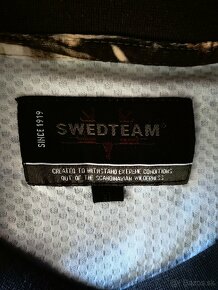 SINCE 1919
SWEDTEAM
CREATED TO WITHSTAND EXTREME CONDITIONS
OUT OF THE SCANDINAVIAN WILDERNESS